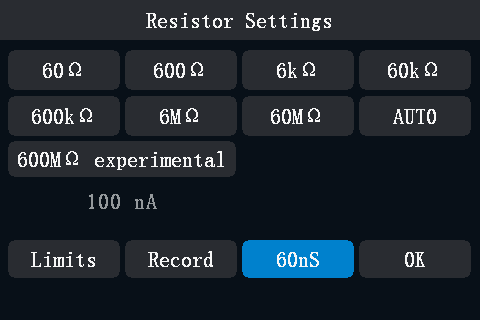 Resistor Settings
60Ω 600Ω 6kΩ 60kΩ
600kΩ 6MΩ 60MΩ AUTO
600MΩ experimental
100 nA
Limits Record 60nS OK